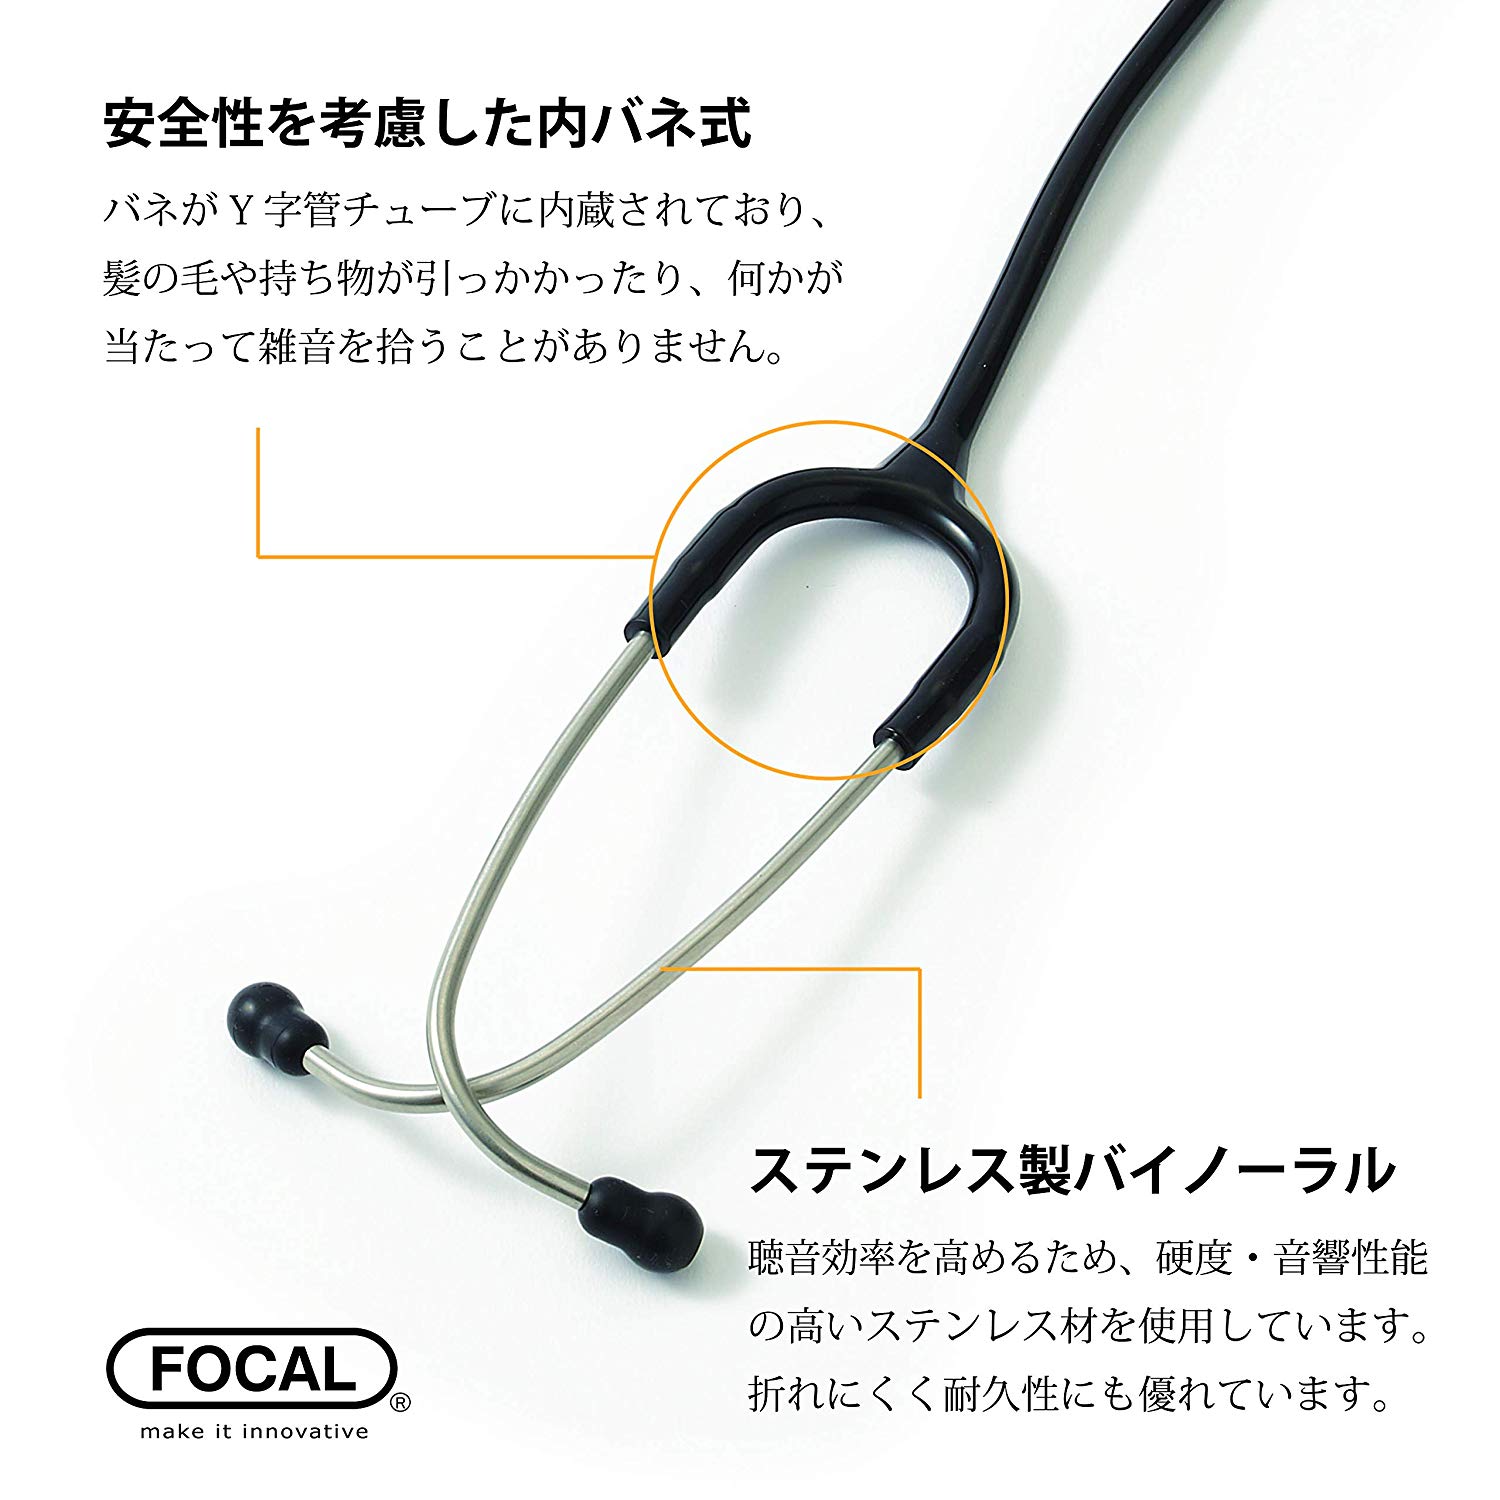 安全性を考慮した内バネ式
バネがY字管チューブに内蔵されており、
髪の毛や持ち物が引っかかったり、何かが
当たって雑音を拾うことがありません。
ステンレス製バイノーラル
聴音効率を高めるため、硬度・音響性能
の高いステンレス材を使用しています。
折れにくく耐久性にも優れています。
FOCAL®
make it innovative